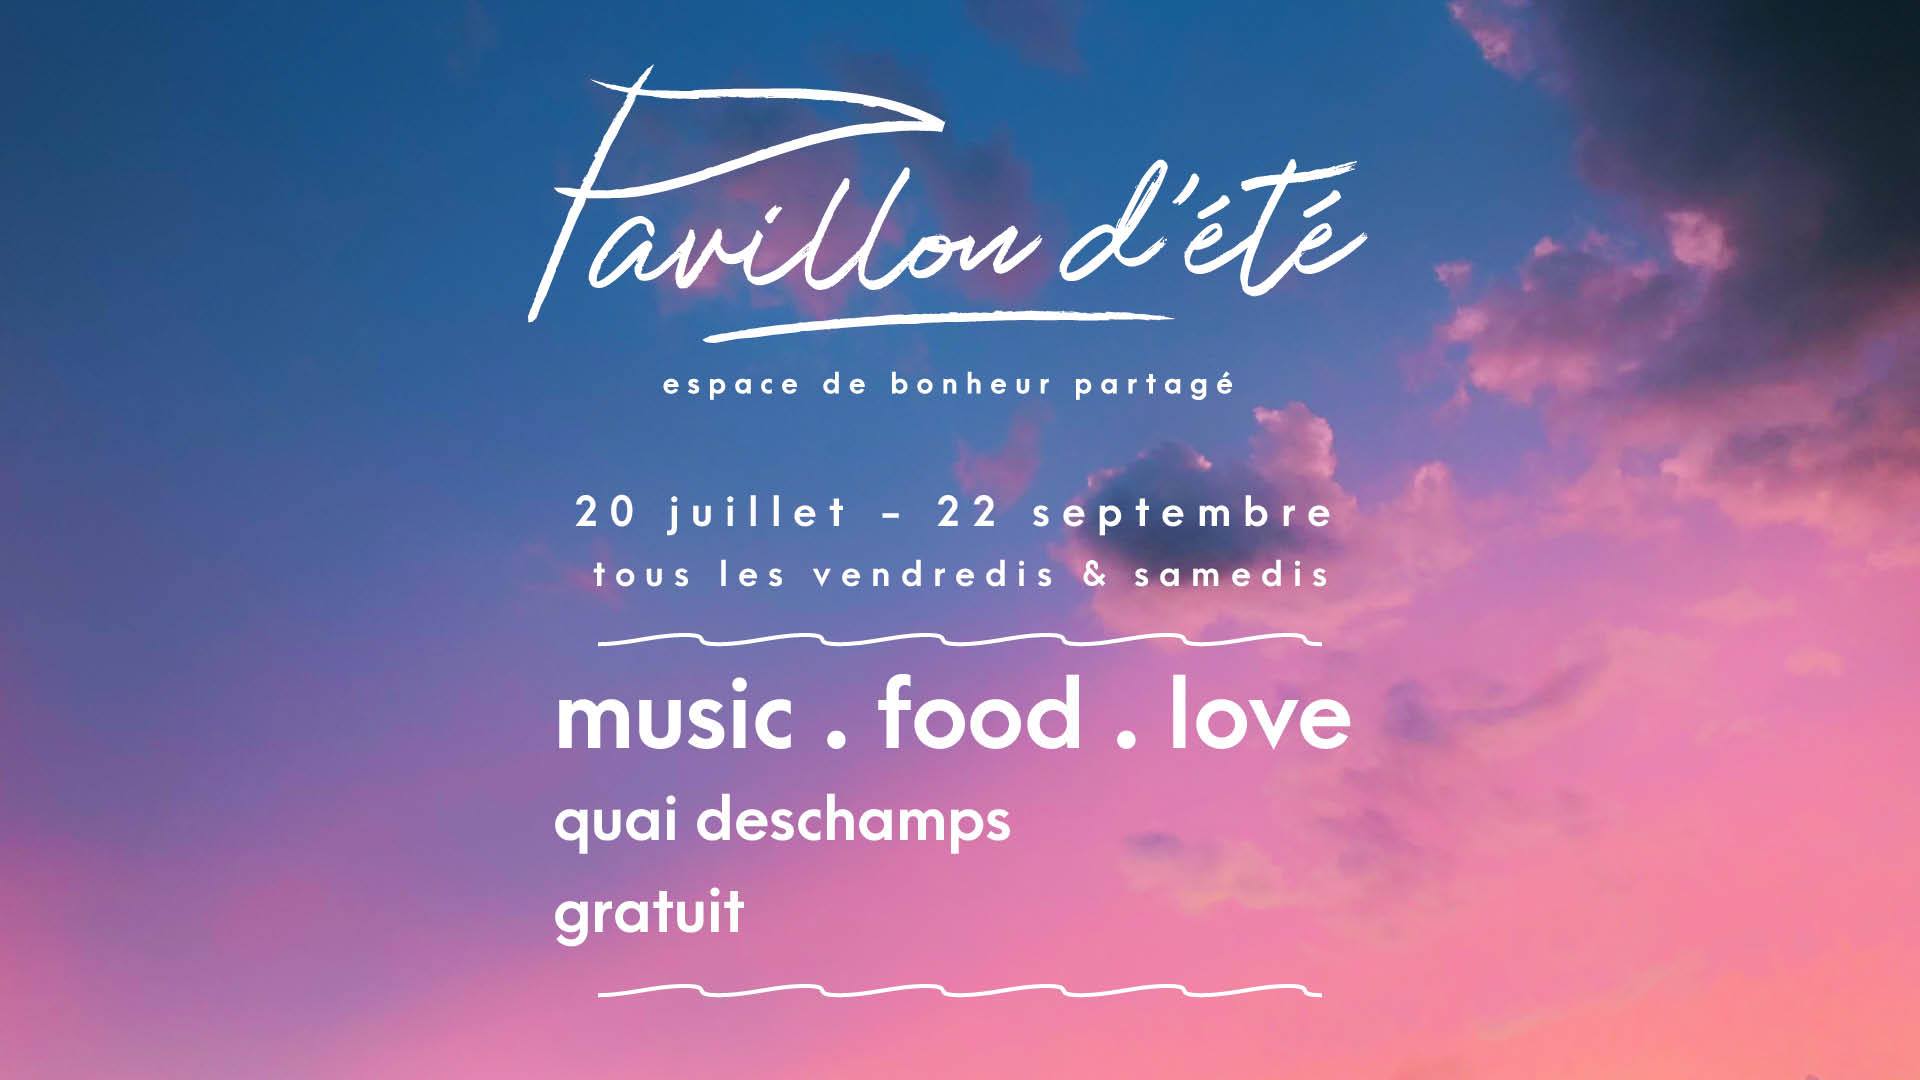 Pavillon d'été
espace de bonheur partagé
20 juillet - 22 septembre
tous les vendredis & samedis
music . food . love
quai deschamps
gratuit